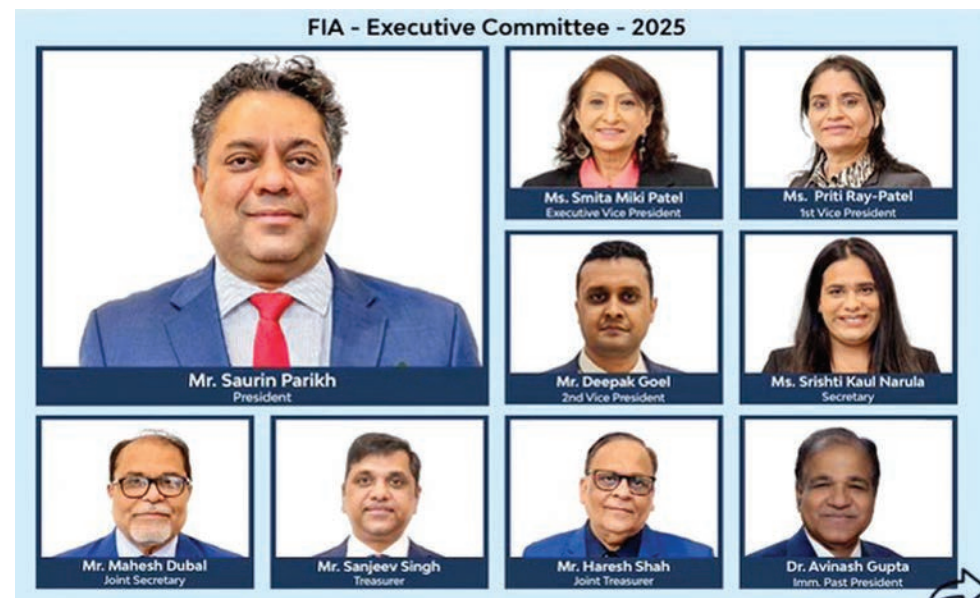 FIA - Executive Committee - 2025
Mr. Saurin Parikh
President
Ms. Smita Miki Patel
Executive Vice President
Ms. Priti Ray-Patel
1st Vice President
Mr. Deepak Goel
2nd Vice President
Ms. Srishti Kaul Narula
Secretary
Mr. Mahesh Dubal
Joint Secretary
Mr. Sanjeev Singh
Treasurer
Mr. Haresh Shah
Joint Treasurer
Dr. Avinash Gupta
Imm. Past President